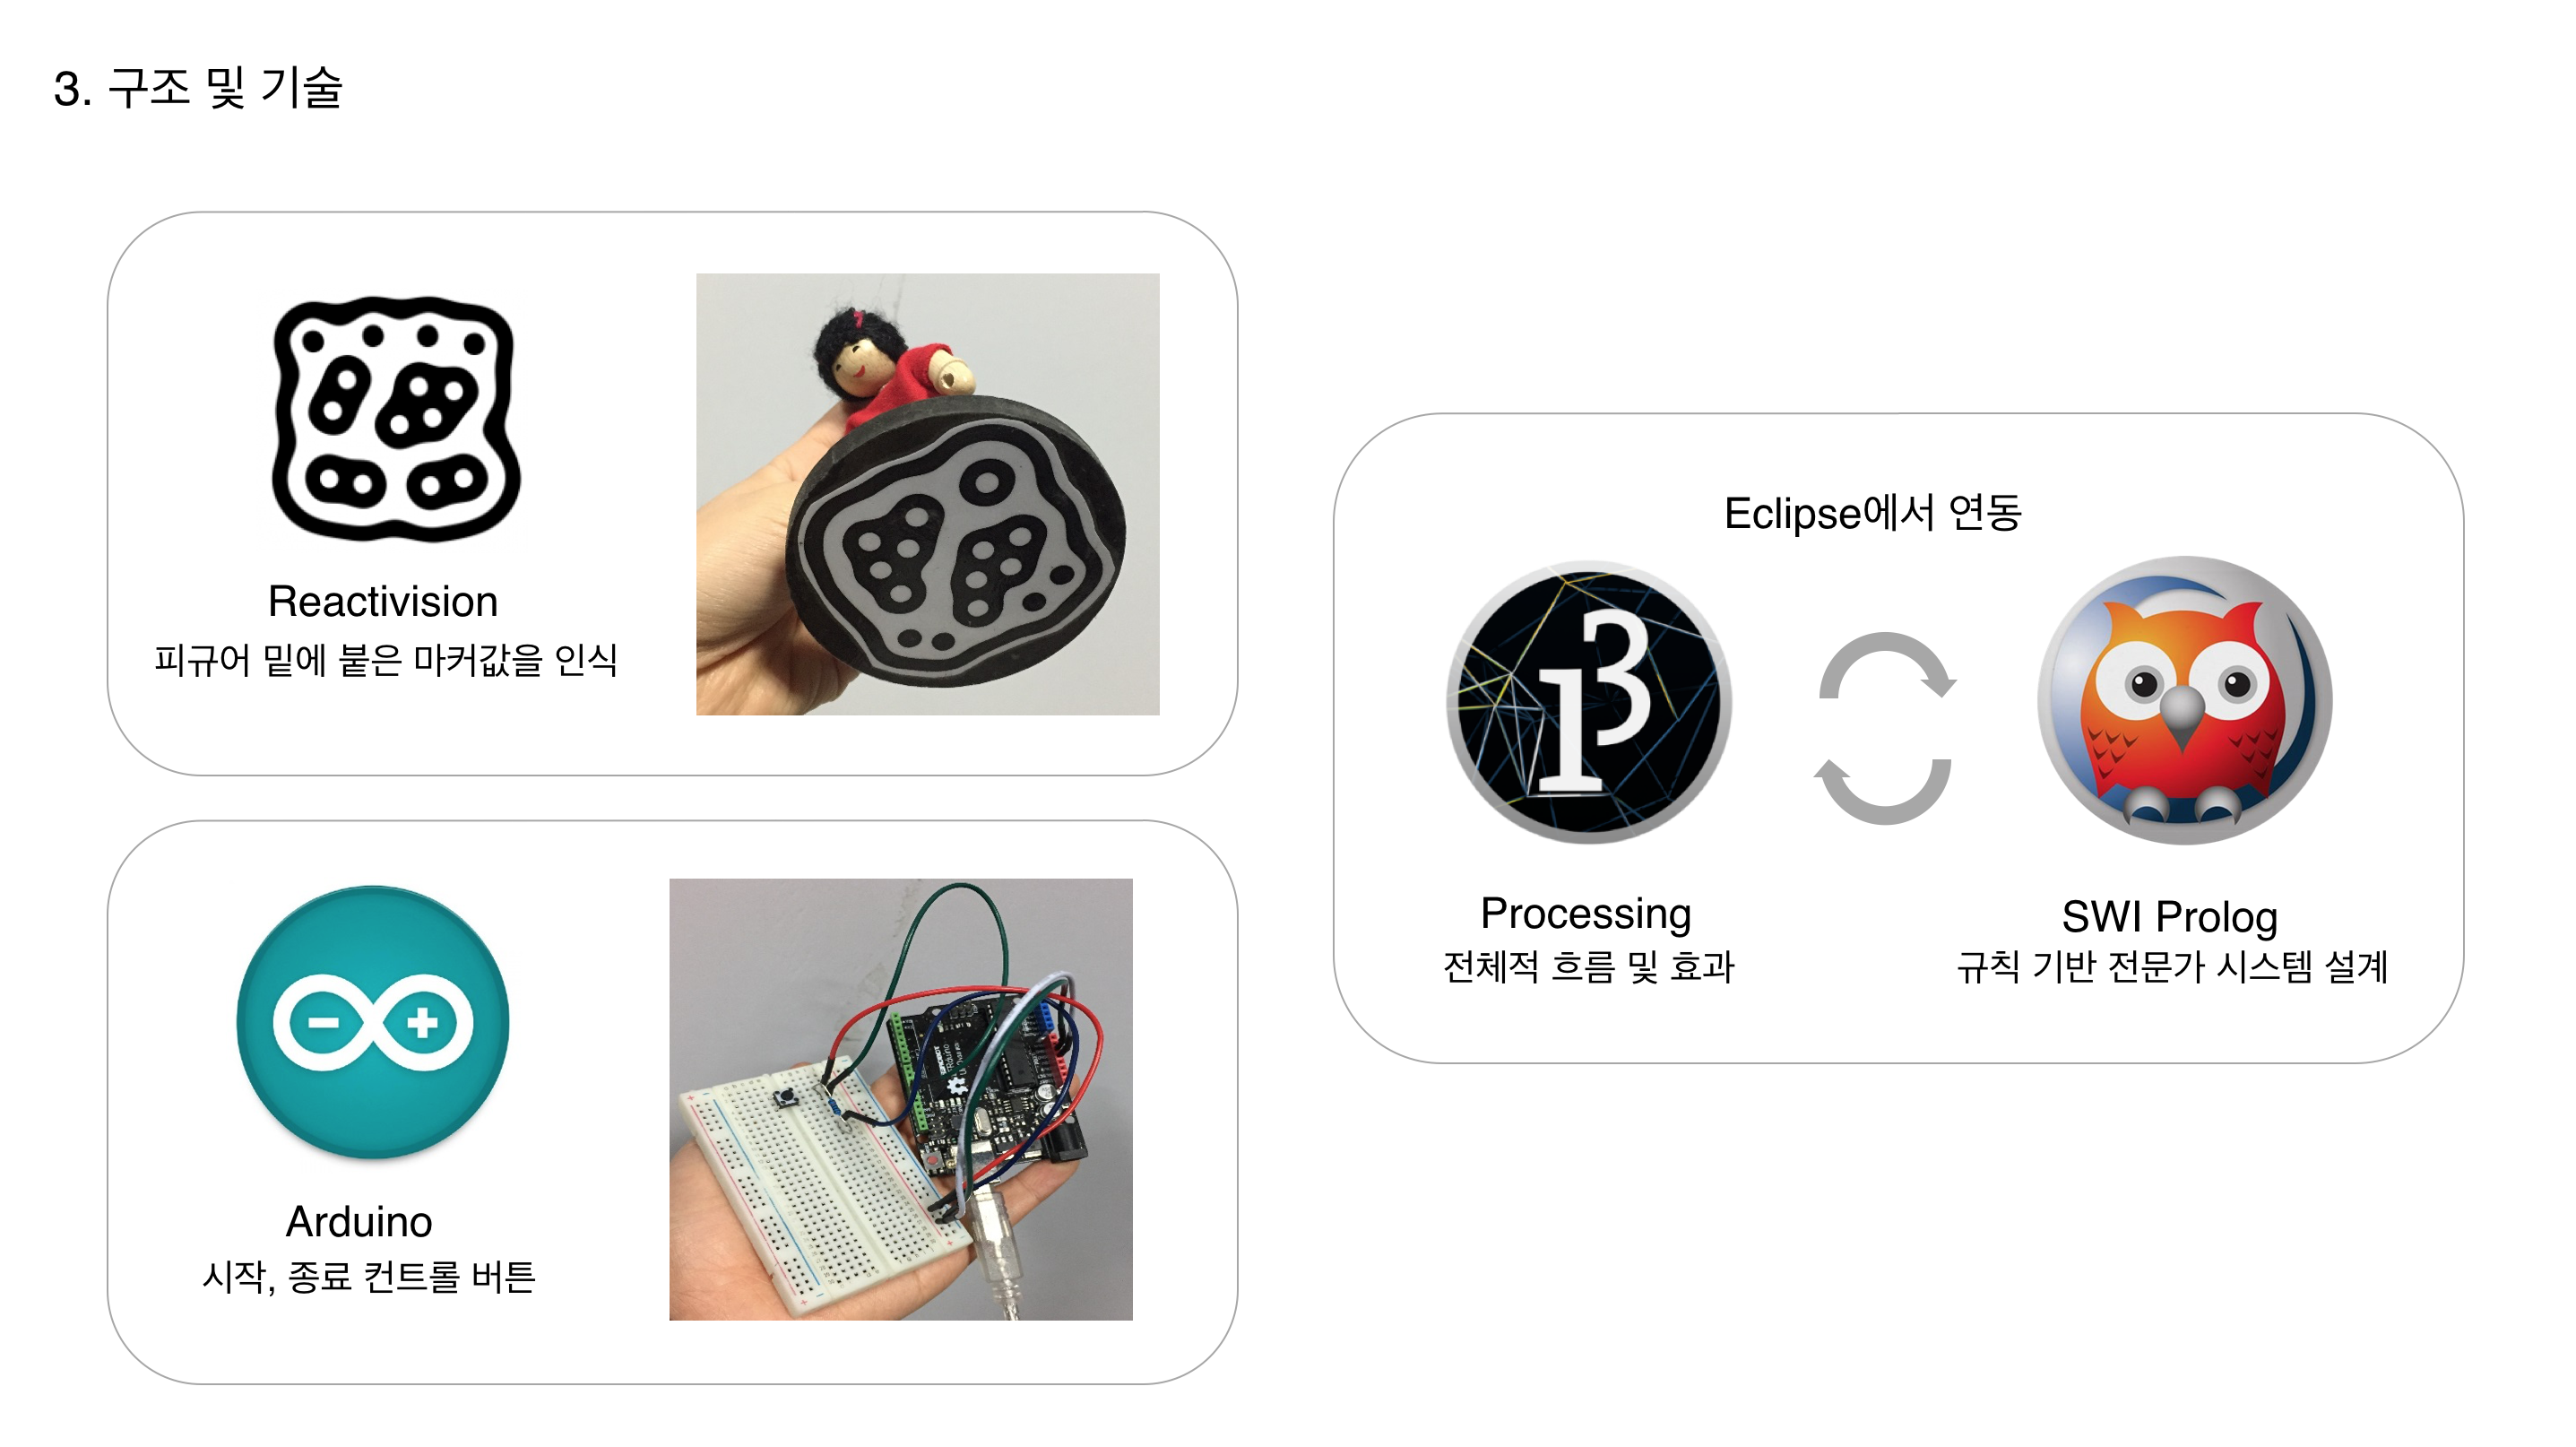 3. 구조 및 기술
Reactivision
피규어 밑에 붙은 마커값을 인식
Arduino
시작, 종료 컨트롤 버튼
Eclipse에서 연동
Processing
전체적 흐름 및 효과
SWI Prolog
규칙 기반 전문가 시스템 설계